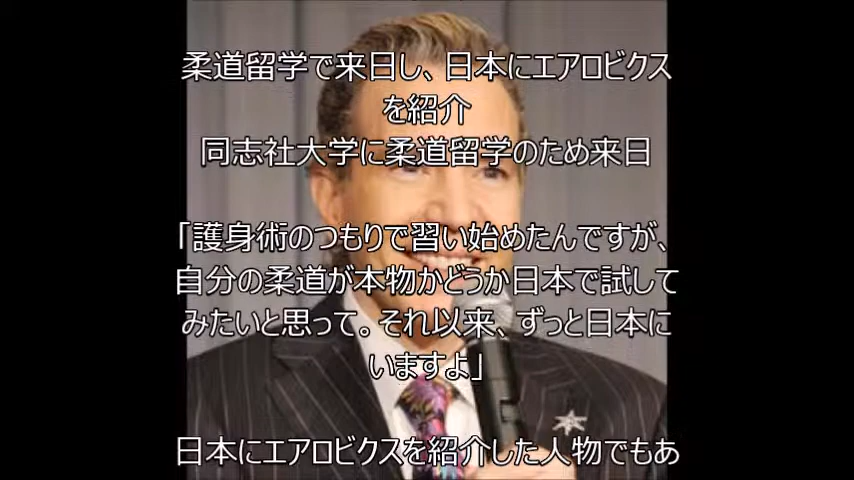 柔道留学で来日し、日本にエアロビクス
を紹介
同志社大学に柔道留学のため来日
「護身術のつもりで習い始めたんですが、
自分の柔道が本物かどうか日本で試して
みたいと思って。それ以来、ずっと日本に
いますよ」
日本にエアロビクスを紹介した人物でもあ